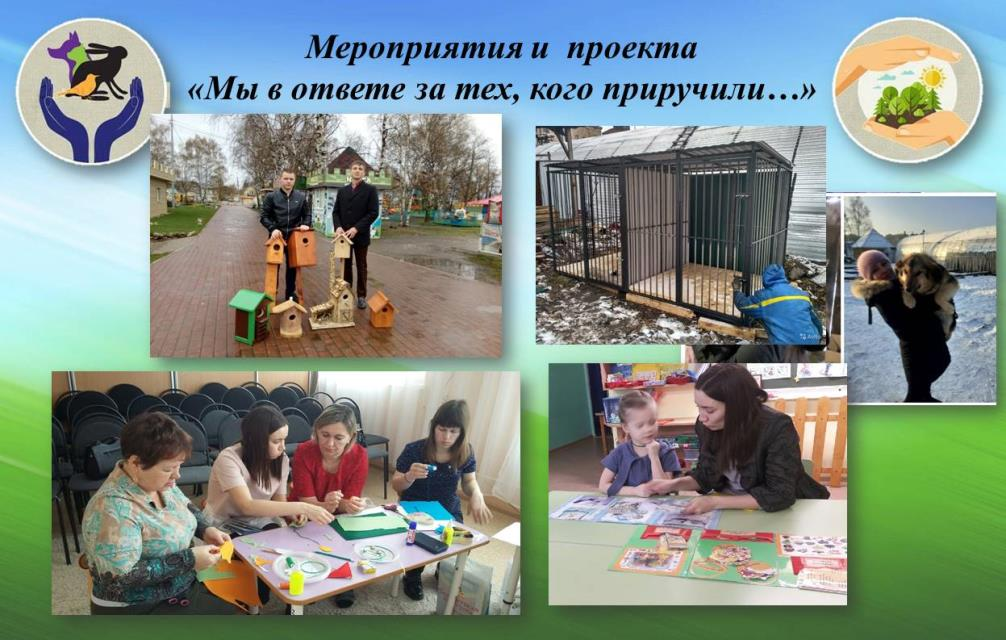 Мероприятия и проекта
«Мы в ответе за тех, кого приручили…»